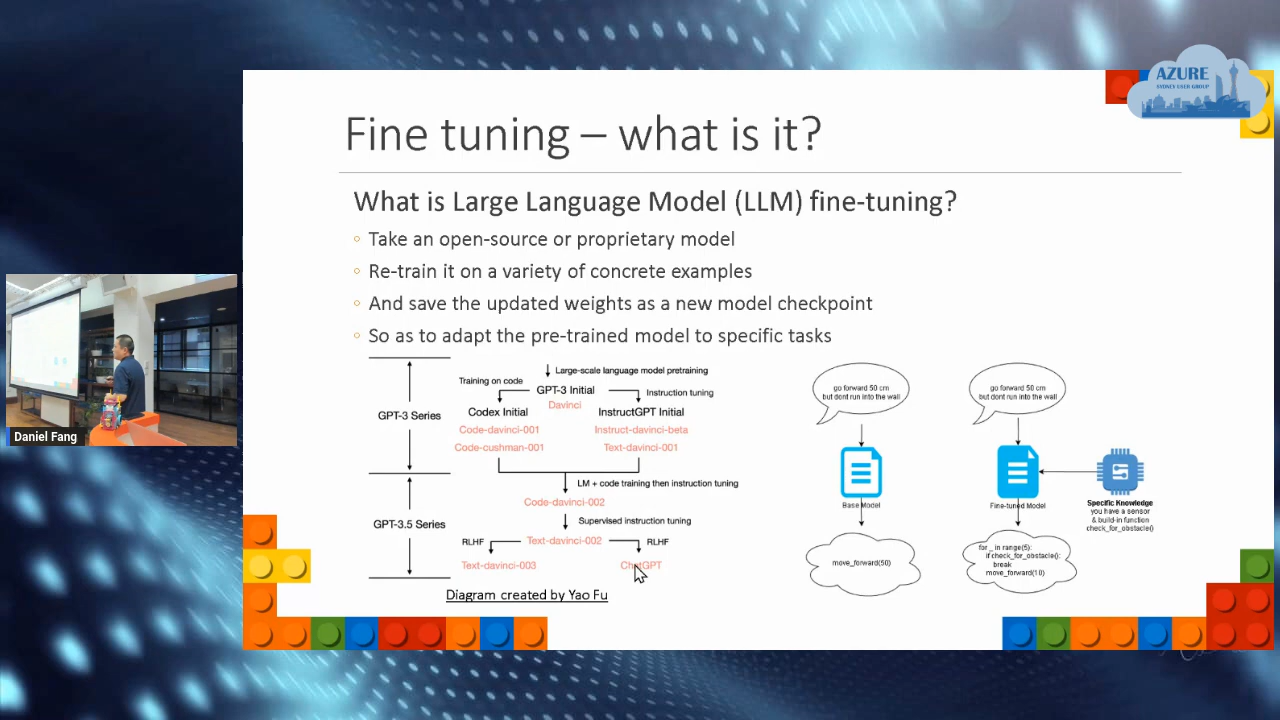 AZURE
SYDNEY USER GROUP
Fine tuning – what is it?
What is Large Language Model (LLM) fine-tuning?
Take an open-source or proprietary model
Re-train it on a variety of concrete examples
And save the updated weights as a new model checkpoint
So as to adapt the pre-trained model to specific tasks
Large-scale language model pretraining
Training on code
GPT-3 Initial
Instruction tuning
Davinci
GPT-3 Series
Codex Initial
InstructGPT Initial
Code-davinci-001
Instruct-davinci-beta
Code-cushman-001
Text-davinci-001
LM + code training then instruction tuning
Code-davinci-002
GPT-3.5 Series
Supervised instruction tuning
RLHF
Text-davinci-002
RLHF
Text-davinci-003
ChatGPT
Diagram created by Yao Fu
go forward 50 cm
but dont run into the wall
Base Model
move_forward(50)
go forward 50 cm
but dont run into the wall
Fine-tuned Model
Specific Knowledge
you have a sensor
& build-in function
check_for_obstacle()
for _ in range(5):
if check_for_obstacle():
break
move_forward(10)
Daniel Fang